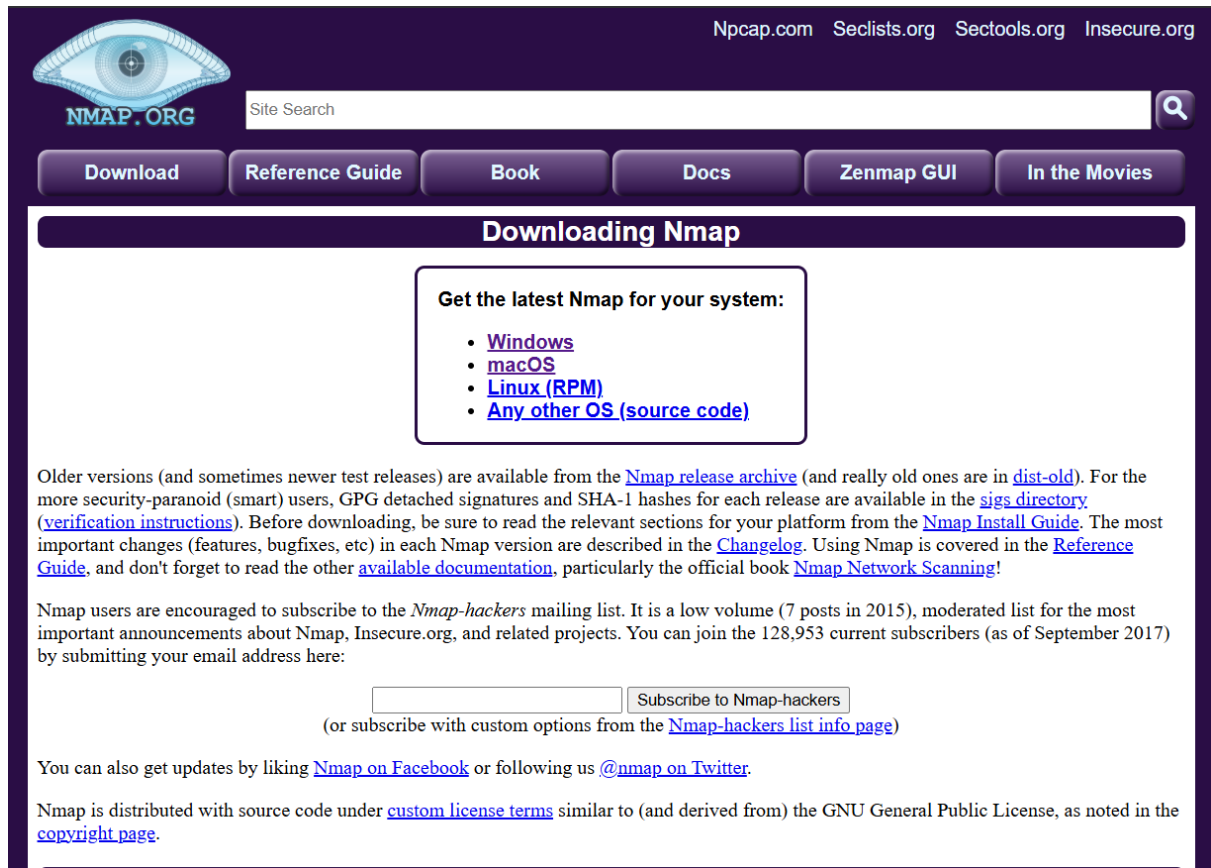 Npcap.com Seclists.org Sectools.org Insecure.org
NMAP.ORG
Site Search
Download Reference Guide Book Docs Zenmap GUI In the Movies
Downloading Nmap
Get the latest Nmap for your system:
• Windows
• macOS
• Linux (RPM)
• Any other OS (source code)
Older versions (and sometimes newer test releases) are available from the Nmap release archive (and really old ones are in dist-old). For the
more security-paranoid (smart) users, GPG detached signatures and SHA-1 hashes for each release are available in the sigs directory
(verification instructions). Before downloading, be sure to read the relevant sections for your platform from the Nmap Install Guide. The most
important changes (features, bugfixes, etc) in each Nmap version are described in the Changelog. Using Nmap is covered in the Reference
Guide, and don't forget to read the other available documentation, particularly the official book Nmap Network Scanning!
Nmap users are encouraged to subscribe to the Nmap-hackers mailing list. It is a low volume (7 posts in 2015), moderated list for the most
important announcements about Nmap, Insecure.org, and related projects. You can join the 128,953 current subscribers (as of September 2017)
by submitting your email address here:
Subscribe to Nmap-hackers
(or subscribe with custom options from the Nmap-hackers list info page)
You can also get updates by liking Nmap on Facebook or following us @nmap on Twitter.
Nmap is distributed with source code under custom license terms similar to (and derived from) the GNU General Public License, as noted in the
copyright page.